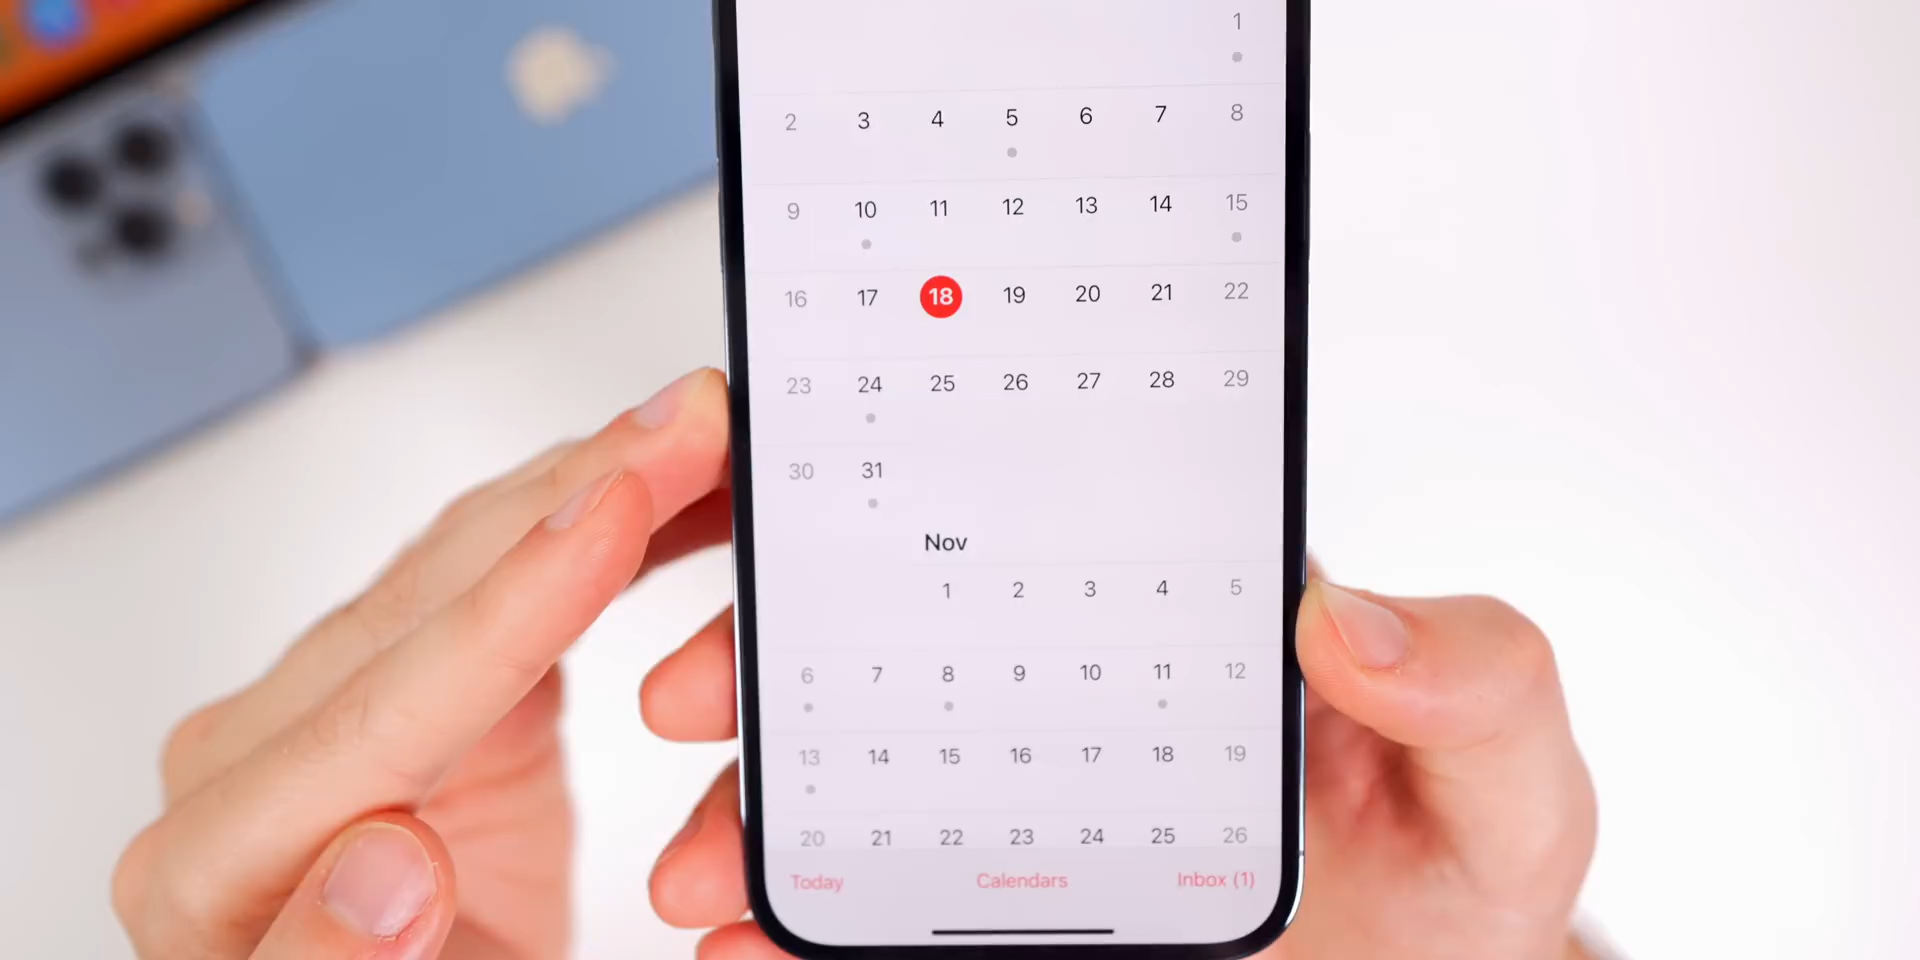 1
2 3 4 5 6 7 8
9 10 11 12 13 14 15
16 17 18 19 20 21 22
23 24 25 26 27 28 29
30 31
Nov
1 2 3 4 5
6 7 8 9 10 11 12
13 14 15 16 17 18 19
20 21 22 23 24 25 26
Today Calendars Inbox (1)